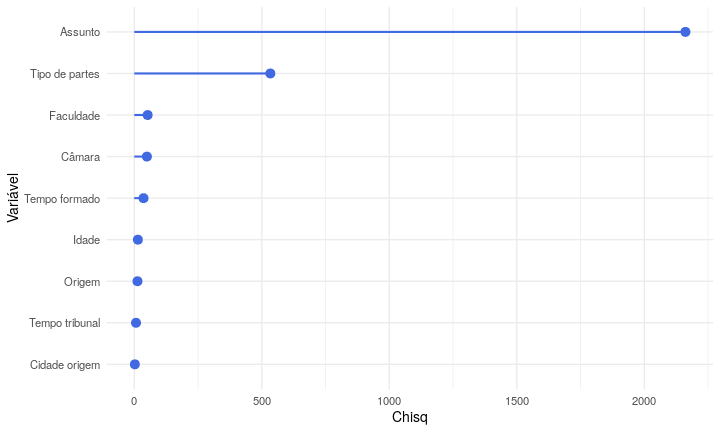 Assunto
Tipo de partes
Faculdade
Câmara
Tempo formado
Idade
Origem
Tempo tribunal
Cidade origem
Variável
0
500
1000
1500
2000
Chisq